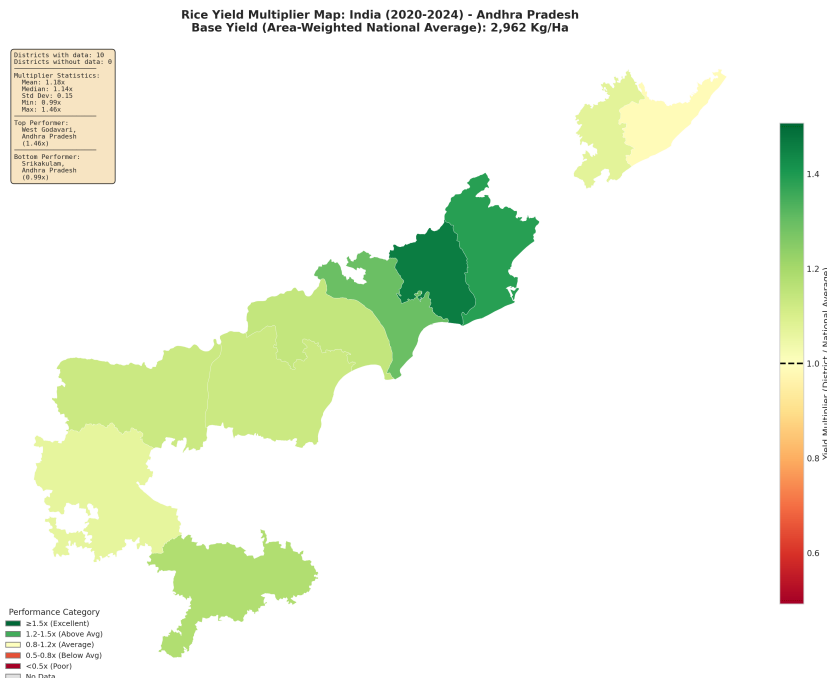 Rice Yield Multiplier Map: India (2020-2024) - Andhra Pradesh
Base Yield (Area-Weighted National Average): 2,962 Kg/Ha
Districts with data: 10
Districts without data: 0
Multiplier Statistics:
Mean: 1.18x
Median: 1.14x
Std Dev: 0.15
Min: 0.99x
Max: 1.46x
Top Performer:
West Godavari,
Andhra Pradesh
(1.46x)
Bottom Performer:
Srikakulam,
Andhra Pradesh
(0.99x)
1.4
1.2
1.0
0.8
0.6
Yield Multiplier (District / National Average)
Performance Category
≥1.5x (Excellent)
1.2-1.5x (Above Avg)
0.8-1.2x (Average)
0.5-0.8x (Below Avg)
<0.5x (Poor)
No Data